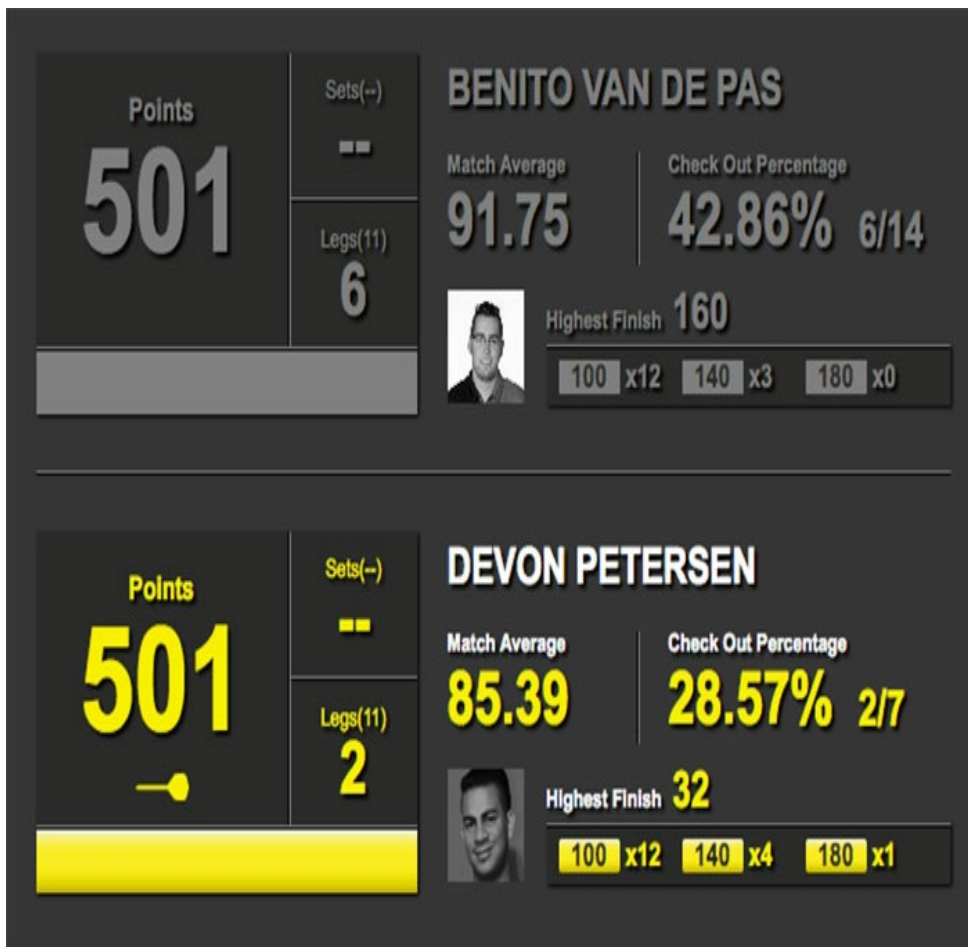 BENITO VAN DE PAS
Points
501
Sets(--)
--
Legs(11)
6
Match Average
91.75
Check Out Percentage
42.86% 6/14
Highest Finish 160
100 x12 140 x3 180 x0
DEVON PETERSEN
Points
501
Sets(--)
--
Legs(11)
2
Match Average
85.39
Check Out Percentage
28.57% 2/7
Highest Finish 32
100 x12 140 x4 180 x1